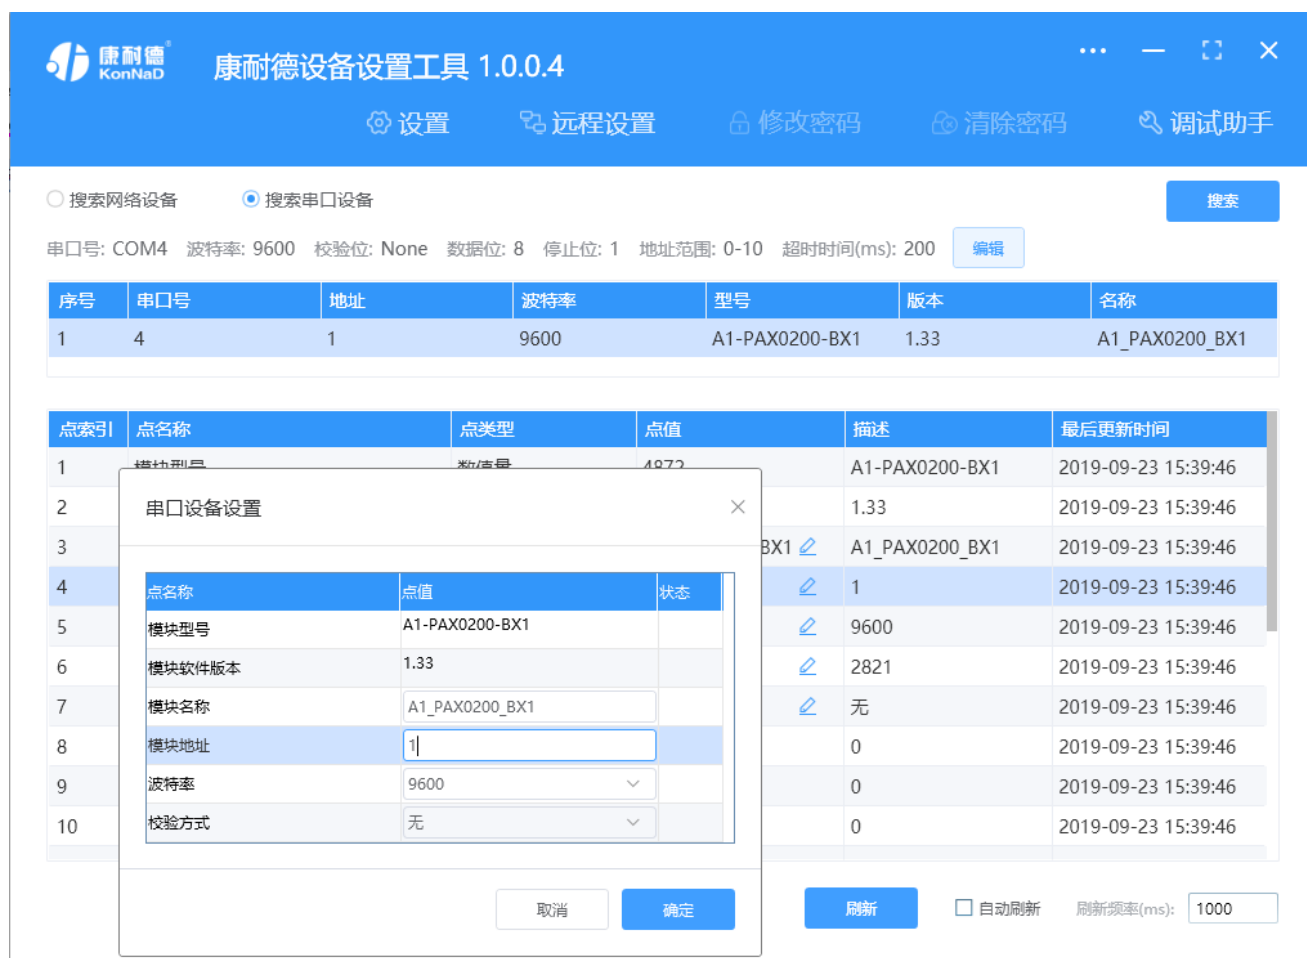 康耐德
KonNaD
康耐德设备设置工具 1.0.0.4
设置 远程设置 修改密码 清除密码 调试助手
搜索网络设备 搜索串口设备 搜索
串口号: COM4 波特率: 9600 校验位: None 数据位: 8 停止位: 1 地址范围: 0-10 超时时间(ms): 200 编辑
序号 串口号 地址 波特率 型号 版本 名称
1 4 1 9600 A1-PAX0200-BX1 1.33 A1_PAX0200_BX1
点索引 点名称 点类型 点值 描述 最后更新时间
1 模块型号 数值量 4872 A1-PAX0200-BX1 2019-09-23 15:39:46
2 1.33 2019-09-23 15:39:46
3 BX1 A1_PAX0200_BX1 2019-09-23 15:39:46
4 1 2019-09-23 15:39:46
5 9600 2019-09-23 15:39:46
6 2821 2019-09-23 15:39:46
7 无 2019-09-23 15:39:46
8 0 2019-09-23 15:39:46
9 0 2019-09-23 15:39:46
10 0 2019-09-23 15:39:46
串口设备设置
点名称 点值 状态
模块型号 A1-PAX0200-BX1
模块软件版本 1.33
模块名称 A1_PAX0200_BX1
模块地址 1
波特率 9600
校验方式 无
取消 确定
刷新 自动刷新 刷新频率(ms): 1000